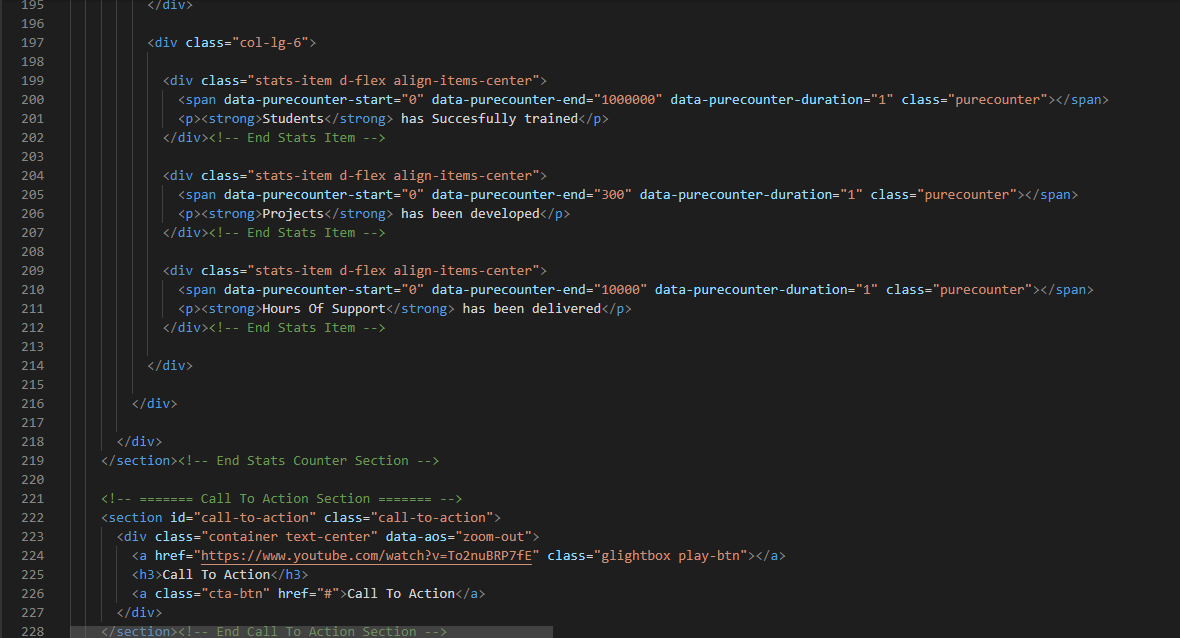 195 </div>
196
197 <div class="col-lg-6">
198
199 <div class="stats-item d-flex align-items-center">
200 <span data-purecounter-start="0" data-purecounter-end="1000000" data-purecounter-duration="1" class="purecounter"></span>
201 <p><strong>Students</strong> has Succesfully trained</p>
202 </div><!-- End Stats Item -->
203
204 <div class="stats-item d-flex align-items-center">
205 <span data-purecounter-start="0" data-purecounter-end="300" data-purecounter-duration="1" class="purecounter"></span>
206 <p><strong>Projects</strong> has been developed</p>
207 </div><!-- End Stats Item -->
208
209 <div class="stats-item d-flex align-items-center">
210 <span data-purecounter-start="0" data-purecounter-end="10000" data-purecounter-duration="1" class="purecounter"></span>
211 <p><strong>Hours Of Support</strong> has been delivered</p>
212 </div><!-- End Stats Item -->
213
214 </div>
215
216 </div>
217
218 </div>
219 </section><!-- End Stats Counter Section -->
220
221 <!-- ======= Call To Action Section ======= -->
222 <section id="call-to-action" class="call-to-action">
223 <div class="container text-center" data-aos="zoom-out">
224 <a href="https://www.youtube.com/watch?v=To2nuBRP7fE" class="glightbox play-btn"></a>
225 <h3>Call To Action</h3>
226 <a class="cta-btn" href="#">Call To Action</a>
227 </div>
228 </section><!-- End Call To Action Section -->